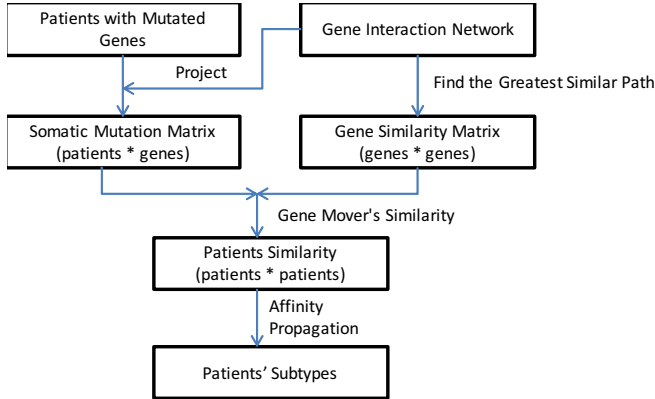 Patients with Mutated
Genes
Gene Interaction Network
Project
Find the Greatest Similar Path
Somatic Mutation Matrix
(patients * genes)
Gene Similarity Matrix
(genes * genes)
Gene Mover's Similarity
Patients Similarity
(patients * patients)
Affinity
Propagation
Patients’ Subtypes